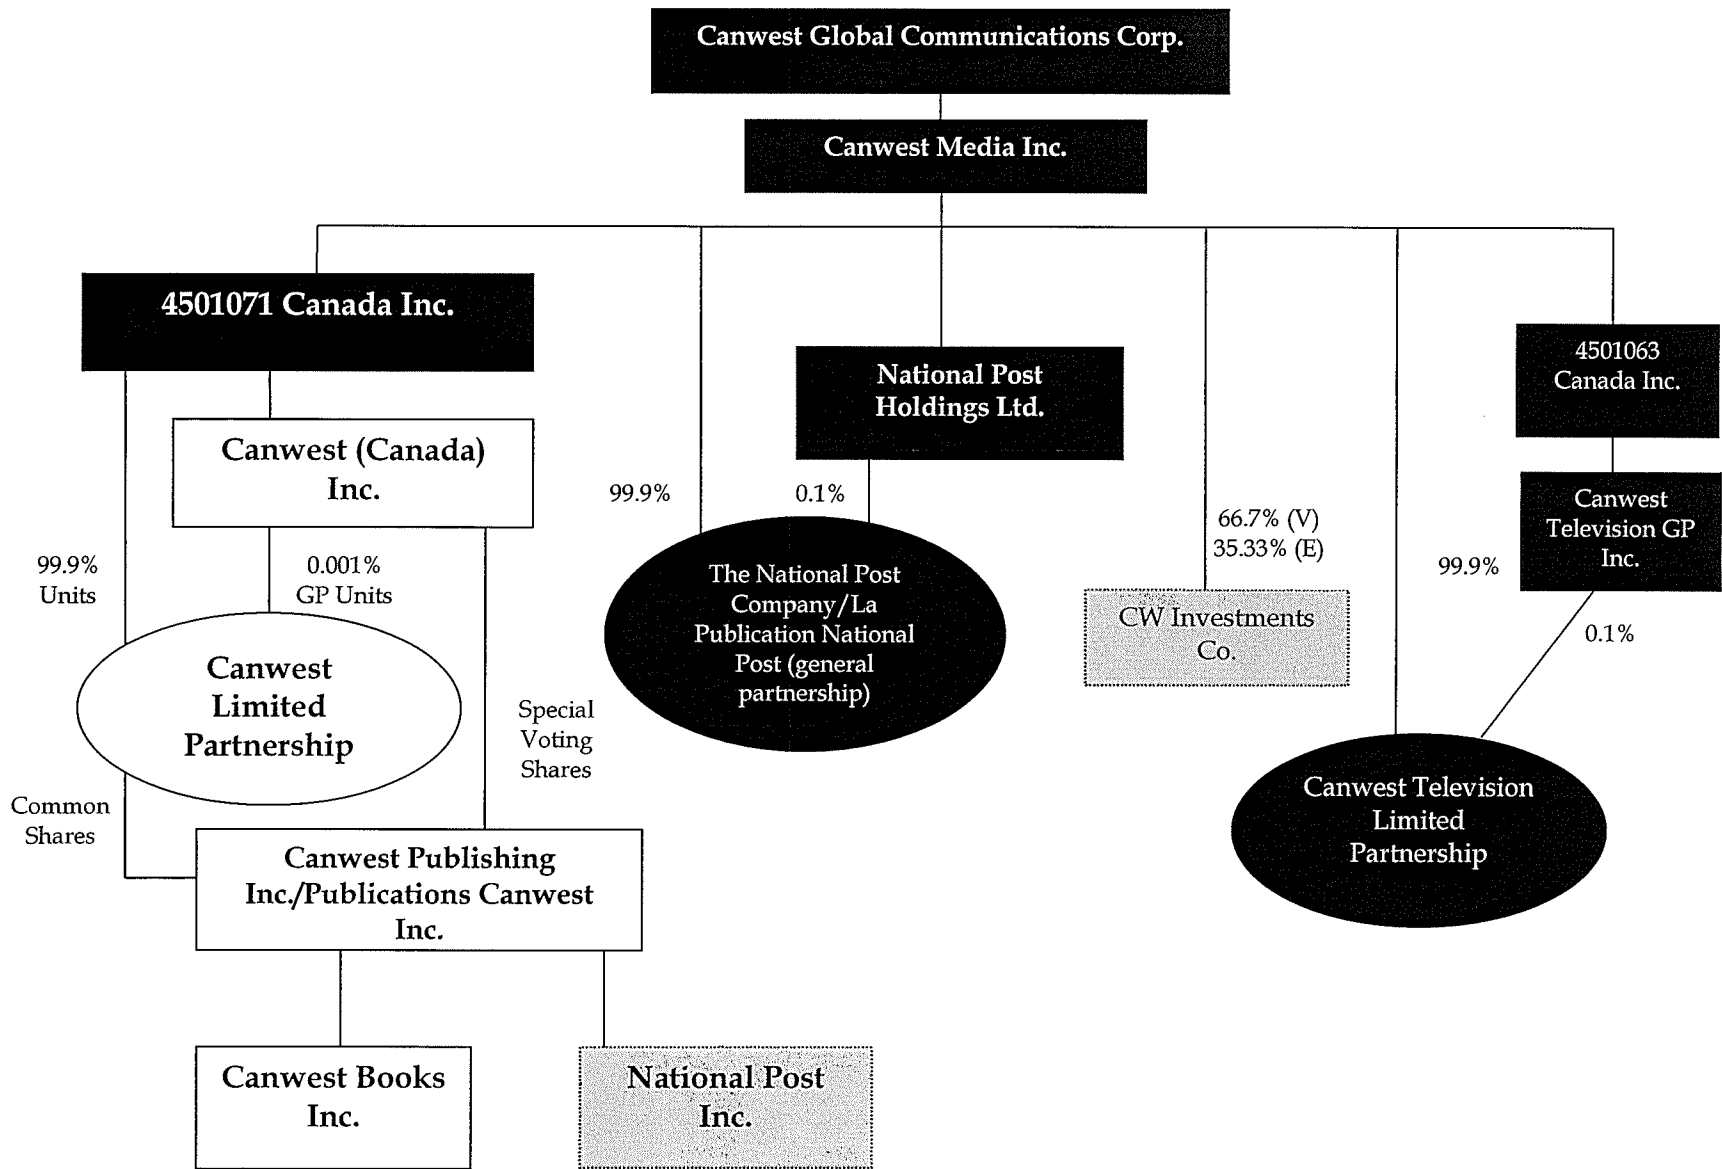 Canwest Global Communications Corp.
Canwest Media Inc.
4501071 Canada Inc.
4501063
Canada Inc.
National Post
Holdings Ltd.
Canwest (Canada)
Inc.
99.9%
0.1%
Canwest
Television GP
Inc.
66.7% (V)
35.33% (E)
99.9%
Units
0.001%
GP Units
The National Post
Company/La
Publication National
Post (general
partnership)
99.9%
CW Investments
Co.
0.1%
Canwest
Limited
Partnership
Special
Voting
Shares
Common
Shares
Canwest Television
Limited
Partnership
Canwest Publishing
Inc./Publications Canwest
Inc.
Canwest Books
Inc.
National Post
Inc.